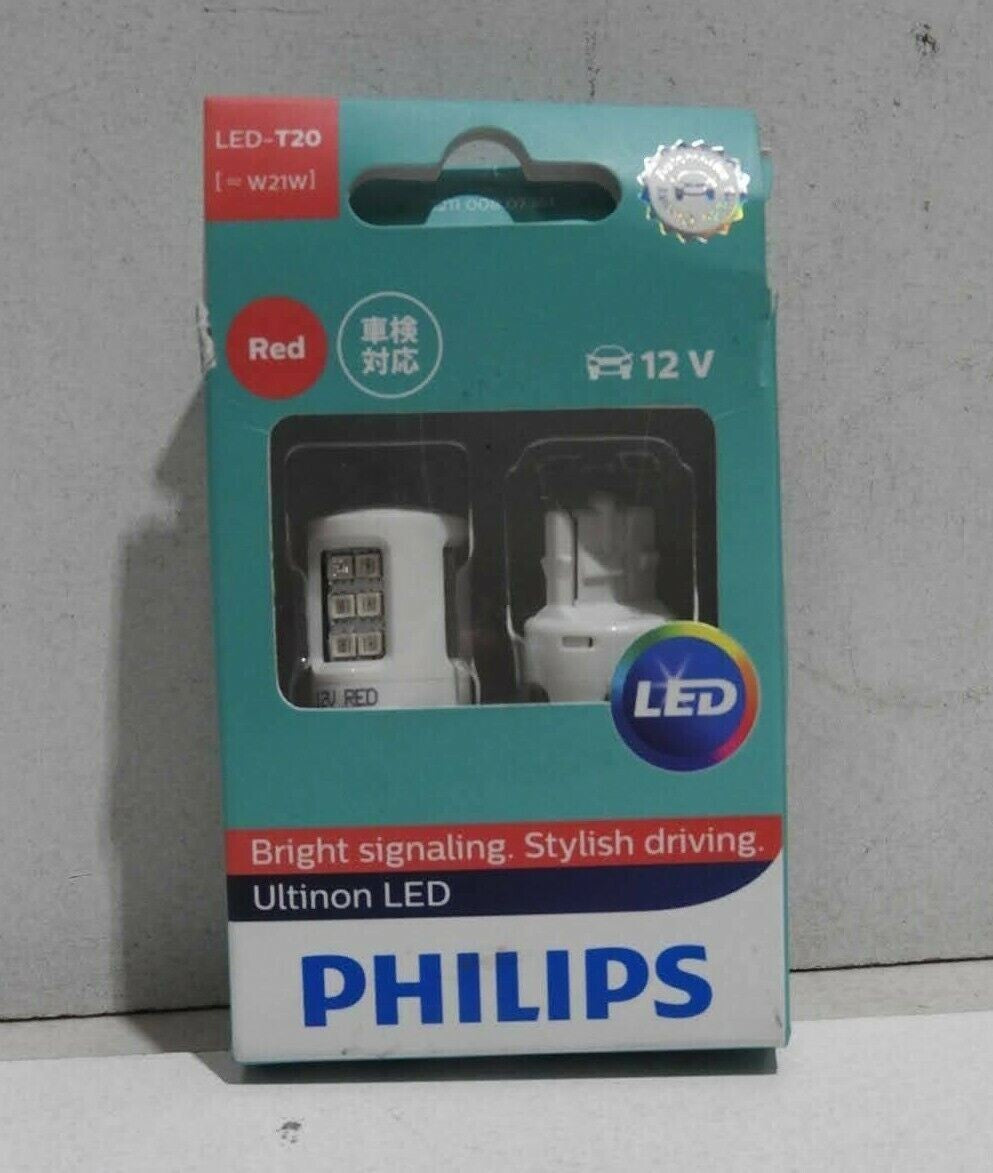 LED-T20
[≈ W21W]
Red
車検
対応
12 V
12V RED
LED
Bright signaling. Stylish driving.
Ultinon LED
PHILIPS